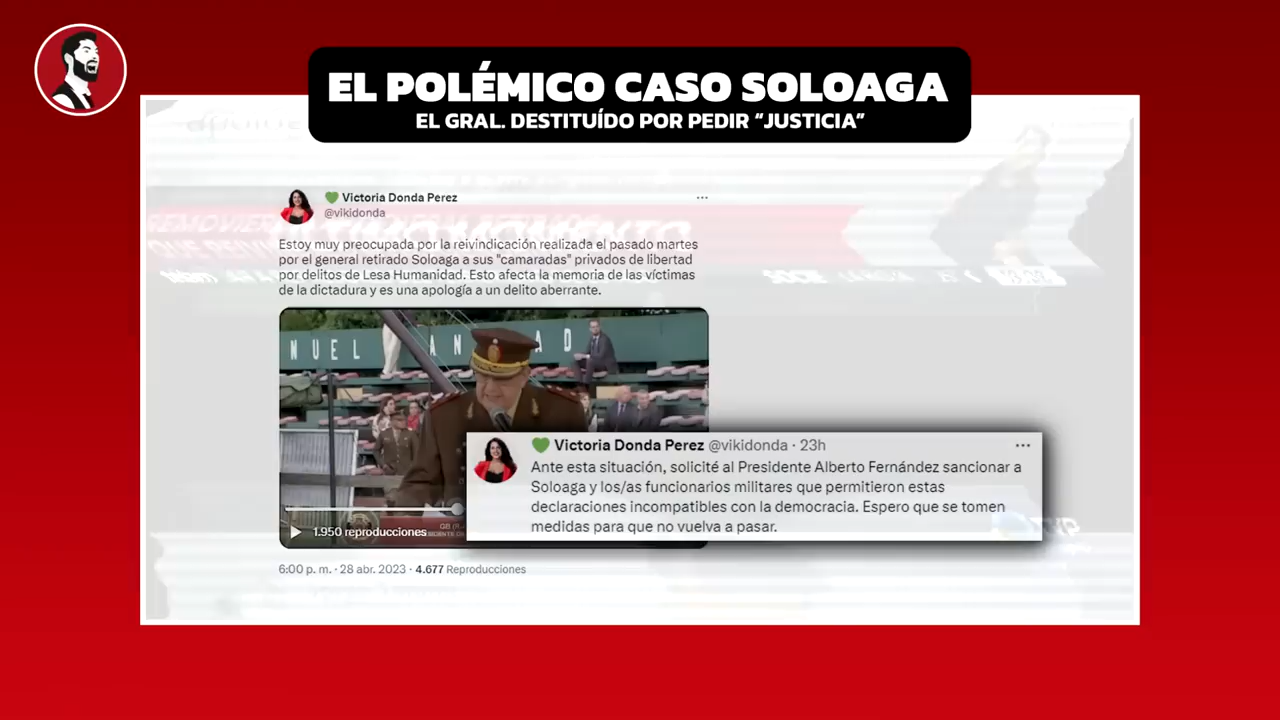 EL POLÉMICO CASO SOLOAGA
EL GRAL. DESTITUÍDO POR PEDIR “JUSTICIA”
Victoria Donda Perez
@vikidonda
Estoy muy preocupada por la reivindicación realizada el pasado martes
por el general retirado Soloaga a sus "camaradas" privados de libertad
por delitos de Lesa Humanidad. Esto afecta la memoria de las víctimas
de la dictadura y es una apología a un delito aberrante.
NUEL AN AD
Victoria Donda Perez @vikidonda · 23h
Ante esta situación, solicité al Presidente Alberto Fernández sancionar a
Soloaga y los/as funcionarios militares que permitieron estas
declaraciones incompatibles con la democracia. Espero que se tomen
medidas para que no vuelva a pasar.
1.950 reproducciones
6:00 p. m. · 28 abr. 2023 · 4.677 Reproducciones